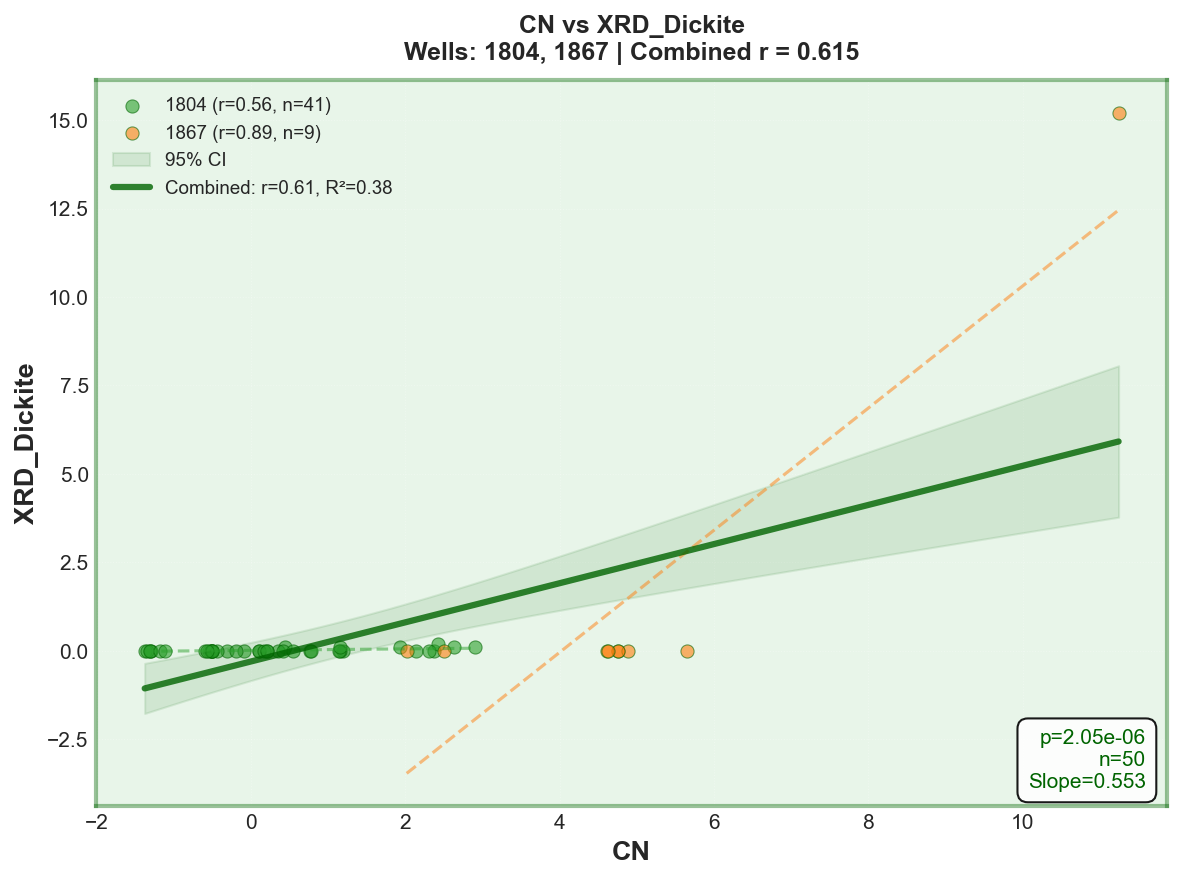 CN vs XRD_Dickite
Wells: 1804, 1867 | Combined r = 0.615
1804 (r=0.56, n=41)
1867 (r=0.89, n=9)
95% CI
Combined: r=0.61, R²=0.38
15.0
12.5
10.0
7.5
5.0
2.5
0.0
−2.5
XRD_Dickite
p=2.05e-06
n=50
Slope=0.553
−2 0 2 4 6 8 10
CN